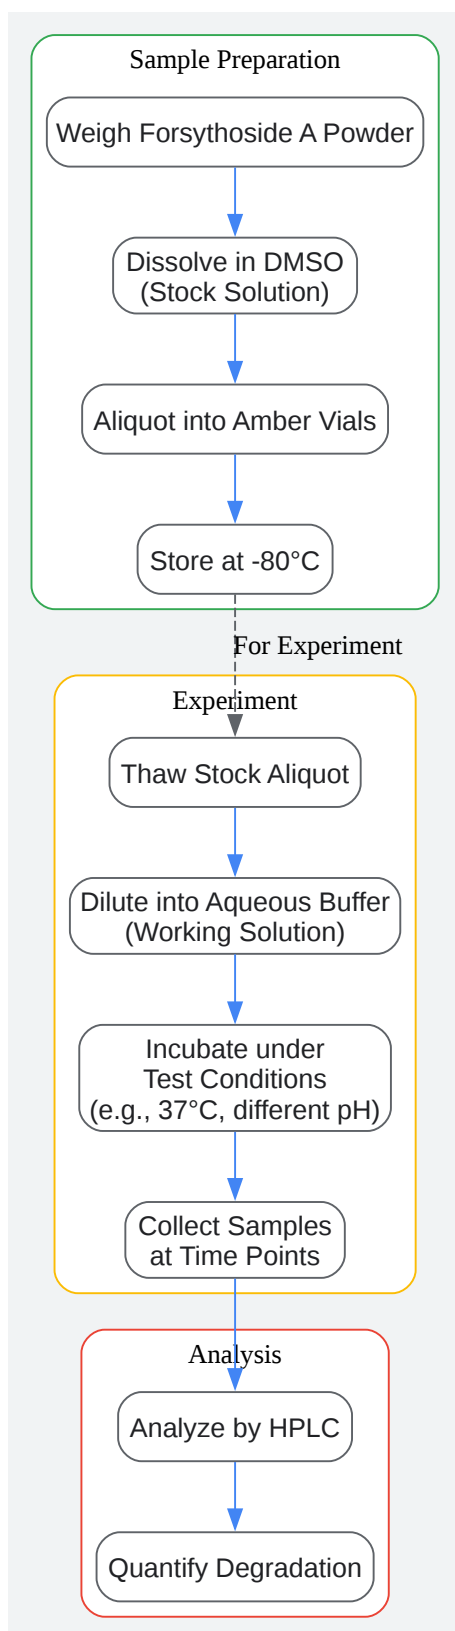 Sample Preparation
Weigh Forsythoside A Powder
Dissolve in DMSO
(Stock Solution)
Aliquot into Amber Vials
Store at -80°C
For Experiment
Experiment
Thaw Stock Aliquot
Dilute into Aqueous Buffer
(Working Solution)
Incubate under
Test Conditions
(e.g., 37°C, different pH)
Collect Samples
at Time Points
Analysis
Analyze by HPLC
Quantify Degradation